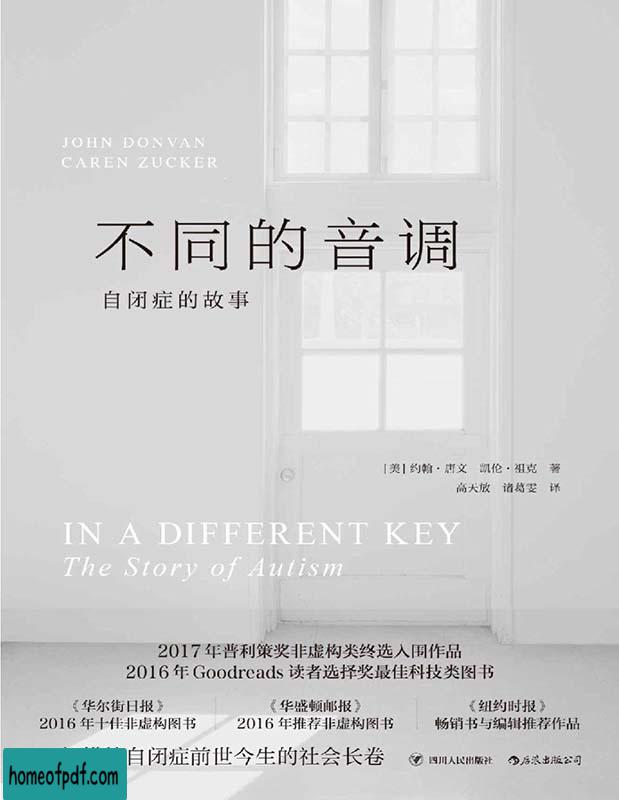 JOHN DONVAN
CAREN ZUCKER
不同的音调
自闭症的故事
[美] 约翰·唐文 凯伦·祖克 著
高天放 诸葛雯 译
IN A DIFFERENT KEY
The Story of Autism
2017年普利策奖非虚构类终选入围作品
2016年Goodreads 读者选择奖最佳科技类图书
《华尔街日报》
2016年十佳非虚构图书
《华盛顿邮报》
2016年推荐非虚构图书
《纽约时报》
畅销书与编辑推荐作品
自闭症前世今生的社会长卷
四川人民出版社
后浪出版公司
homeofpdf.com